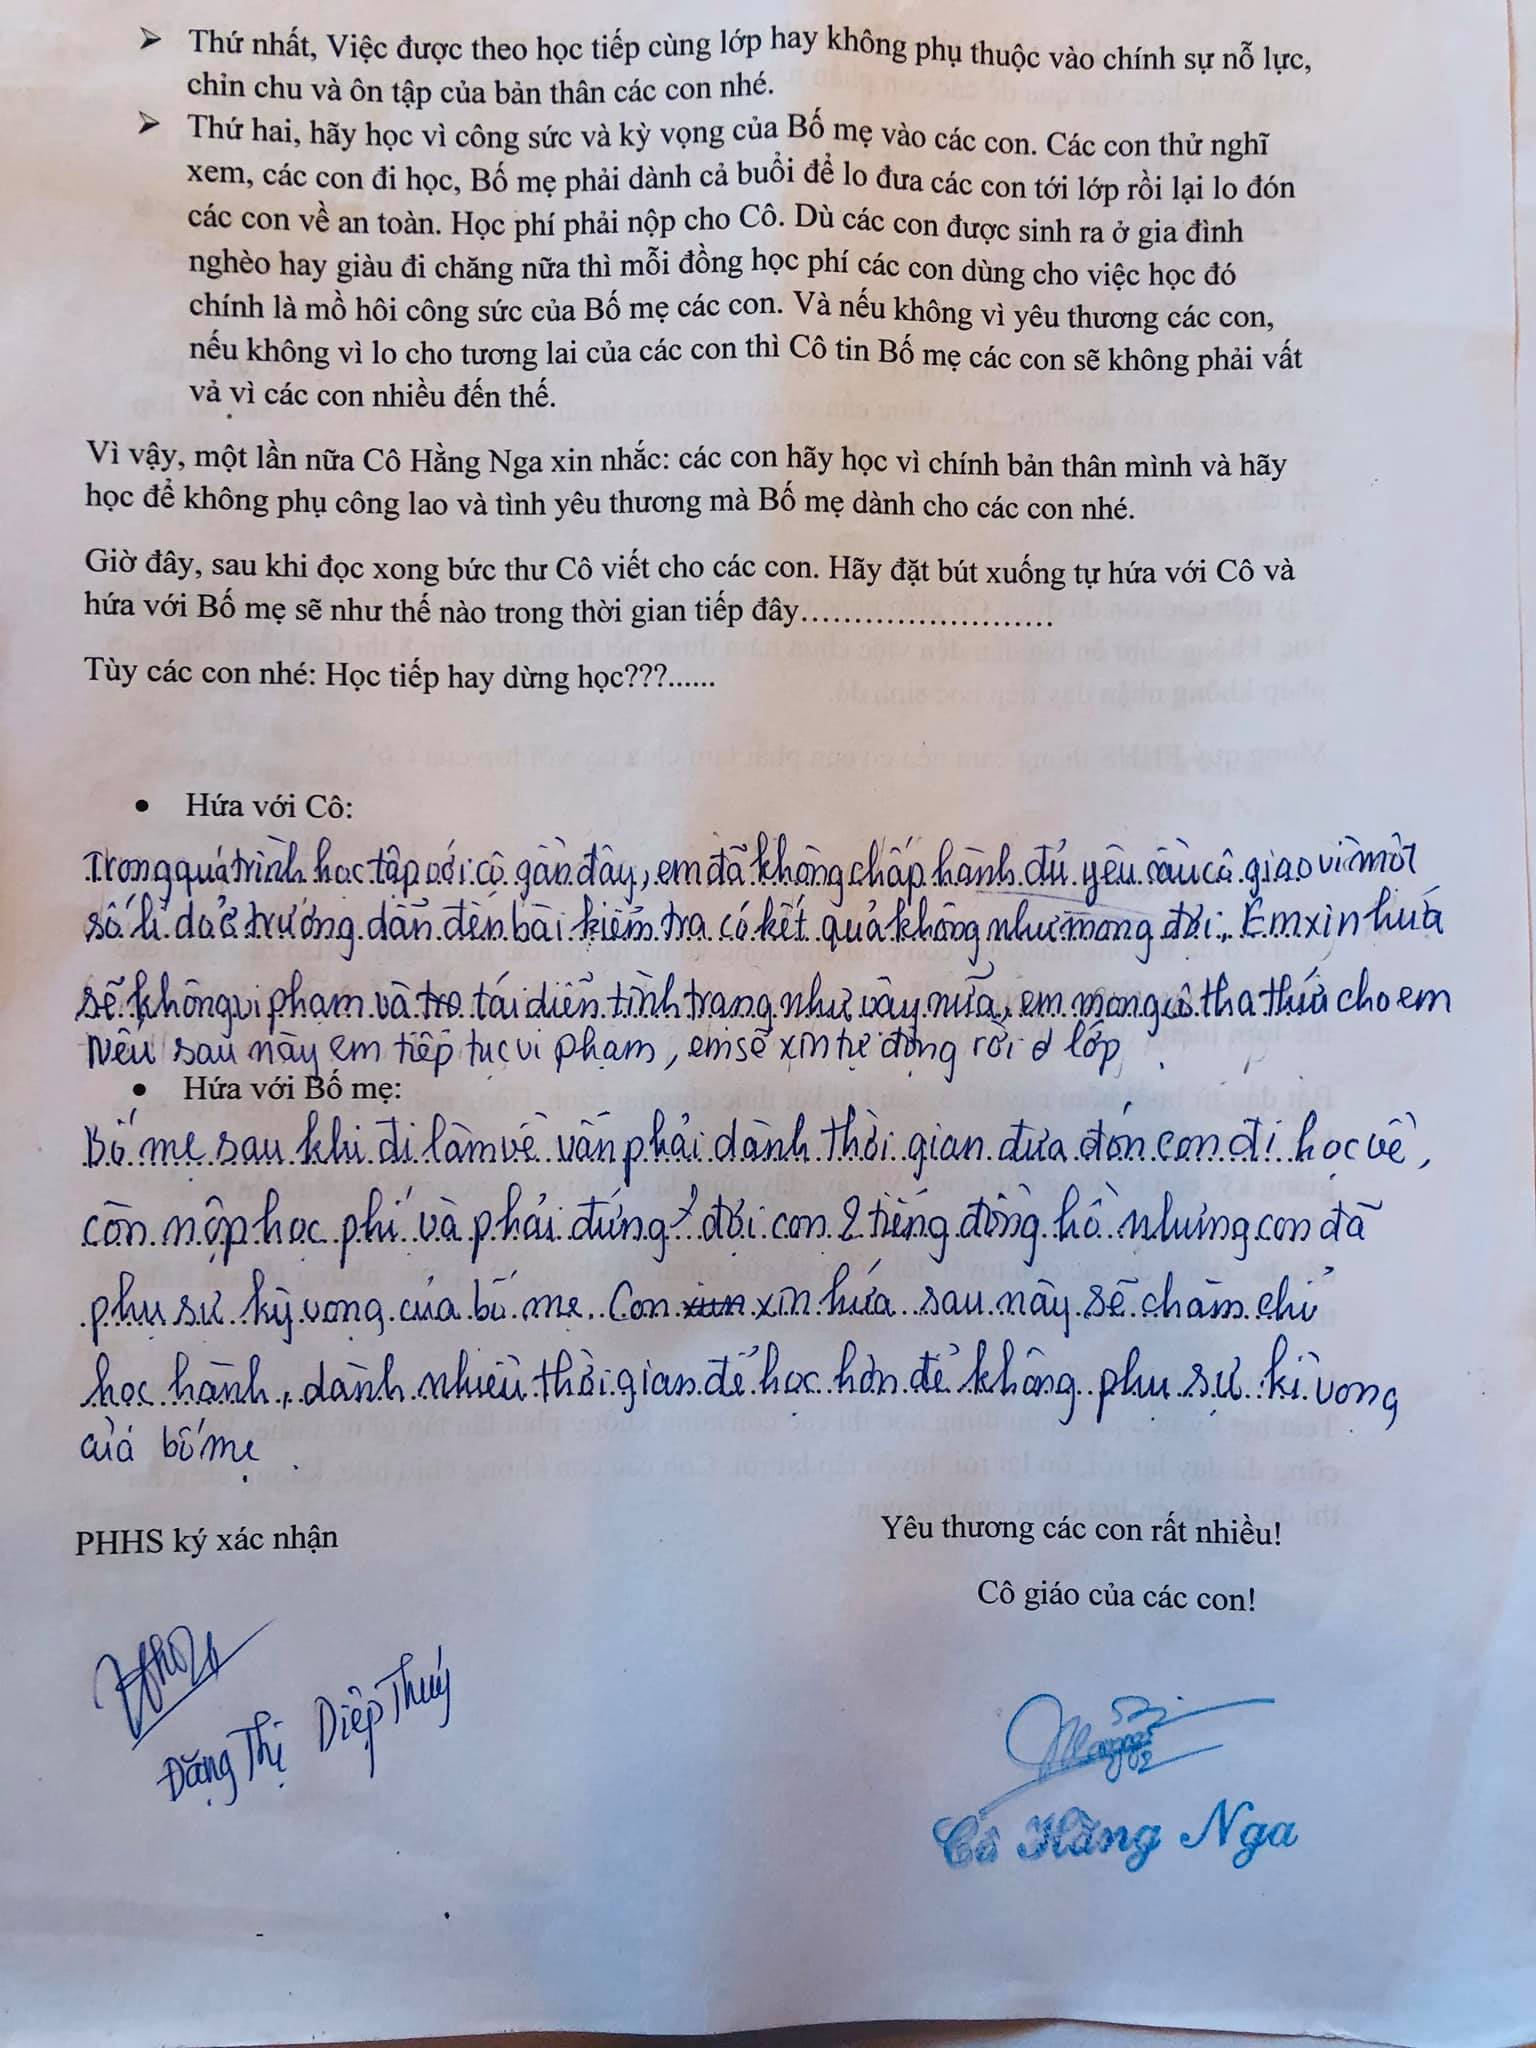 ➢ Thứ nhất, Việc được theo học tiếp cùng lớp hay không phụ thuộc vào chính sự nỗ lực,
chỉn chu và ôn tập của bản thân các con nhé.
➢ Thứ hai, hãy học vì công sức và kỳ vọng của Bố mẹ vào các con. Các con thử nghĩ
xem, các con đi học, Bố mẹ phải dành cả buổi để lo đưa các con tới lớp rồi lại lo đón
các con về an toàn. Học phí phải nộp cho Cô. Dù các con được sinh ra ở gia đình
nghèo hay giàu đi chăng nữa thì mỗi đồng học phí các con dùng cho việc học đó
chính là mồ hôi công sức của Bố mẹ các con. Và nếu không vì yêu thương các con,
nếu không vì lo cho tương lai của các con thì Cô tin Bố mẹ các con sẽ không phải vất
vả vì các con nhiều đến thế.
Vì vậy, một lần nữa Cô Hằng Nga xin nhắc: các con hãy học vì chính bản thân mình và hãy
học để không phụ công lao và tình yêu thương mà Bố mẹ dành cho các con nhé.
Giờ đây, sau khi đọc xong bức thư Cô viết cho các con. Hãy đặt bút xuống tự hứa với Cô và
hứa với Bố mẹ sẽ như thế nào trong thời gian tiếp đây........................
Tùy các con nhé: Học tiếp hay dừng học???......
• Hứa với Cô:
Trong quá trình học tập với cô gần đây, em đã không chấp hành đủ yêu cầu cô giao vì một
số lí do ở trường dẫn đến bài kiểm tra có kết quả không như mong đợi. Em xin hứa
sẽ không vi phạm và tái diễn tình trạng như vậy nữa, em mong cô tha thứ cho em
Nếu sau này em tiếp tục vi phạm, em sẽ xin tự động rời lớp
• Hứa với Bố mẹ:
Bố mẹ sau khi đi làm về vẫn phải dành thời gian đưa đón con đi học về,
còn nộp học phí và phải đứng đợi con 2 tiếng đồng hồ nhưng con đã
phụ sự kỳ vọng của bố mẹ. Con xin hứa sau này sẽ chăm chỉ
học hành, dành nhiều thời gian để học hơn để không phụ sự kì vọng
của bố mẹ
PHHS ký xác nhận
Yêu thương các con rất nhiều!
Cô giáo của các con!
Đặng Thị Diệp Thuý
Cô Hằng Nga